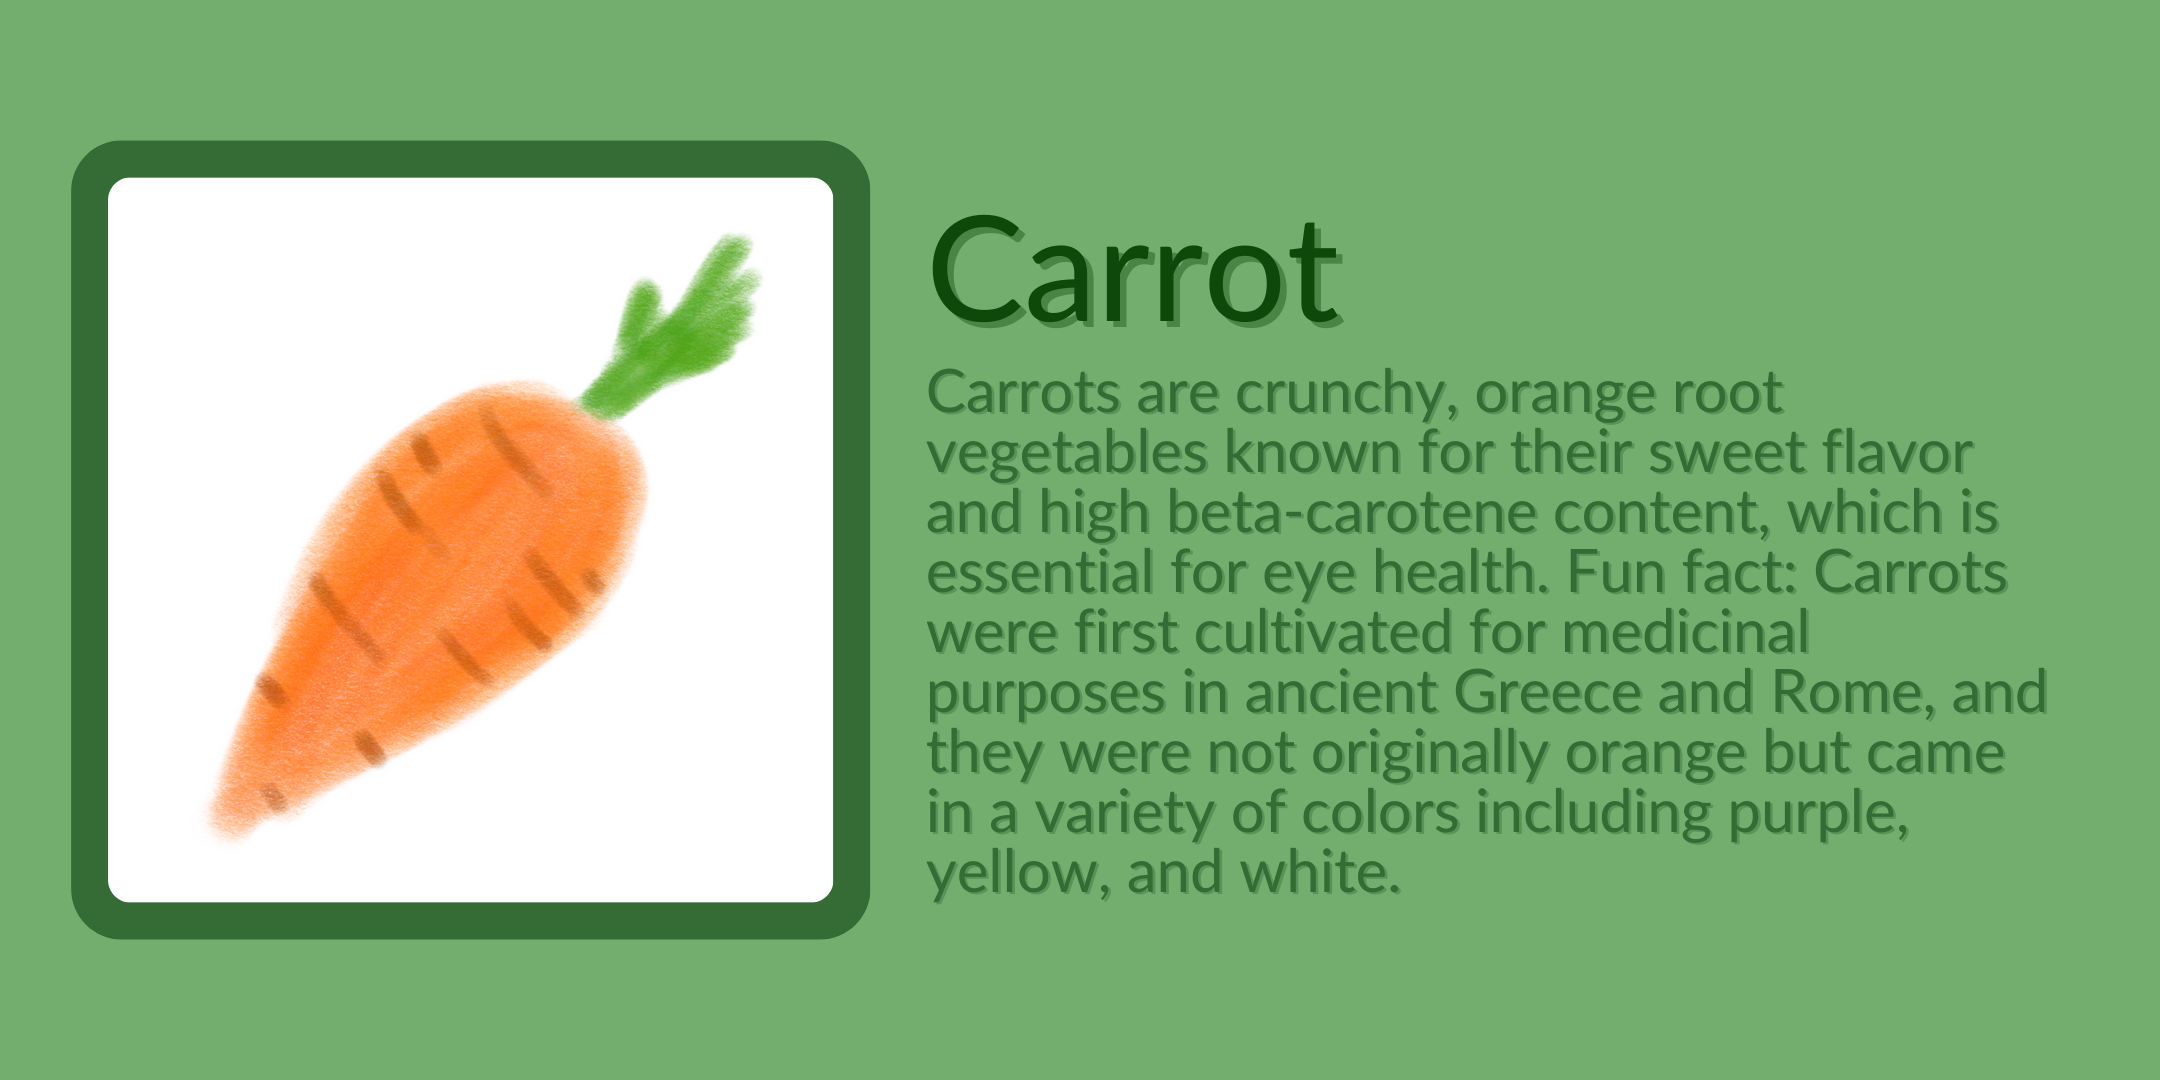 Carrot
Carrots are crunchy, orange root
vegetables known for their sweet flavor
and high beta-carotene content, which is
essential for eye health. Fun fact: Carrots
were first cultivated for medicinal
purposes in ancient Greece and Rome, and
they were not originally orange but came
in a variety of colors including purple,
yellow, and white.